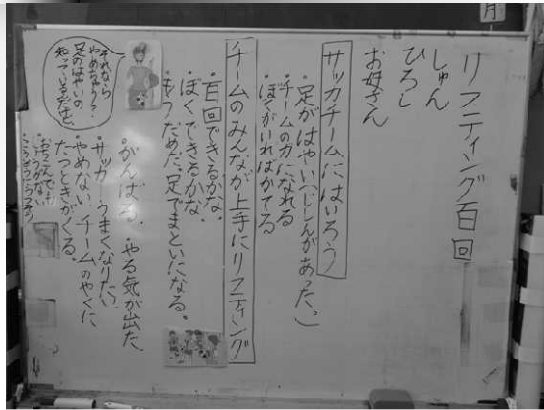 月
リフティング百回
しゅん
ひろし
お母さん
サッカチームにはいろう
・足がはやい(じしんがあった。)
・チームの力になれる
ぼくがいればかてる
チームのみんなが上手にリフティング
・百回できるかな。
・ぼくできるかな
・もうだめだ。足でまといになる。
・がんばる。やる気が出た。
・サッカーうまくなりたい
・やめない。チームのやくに
たつときがくる。
それなら
やめなら
足のはやいの
知っているだけ